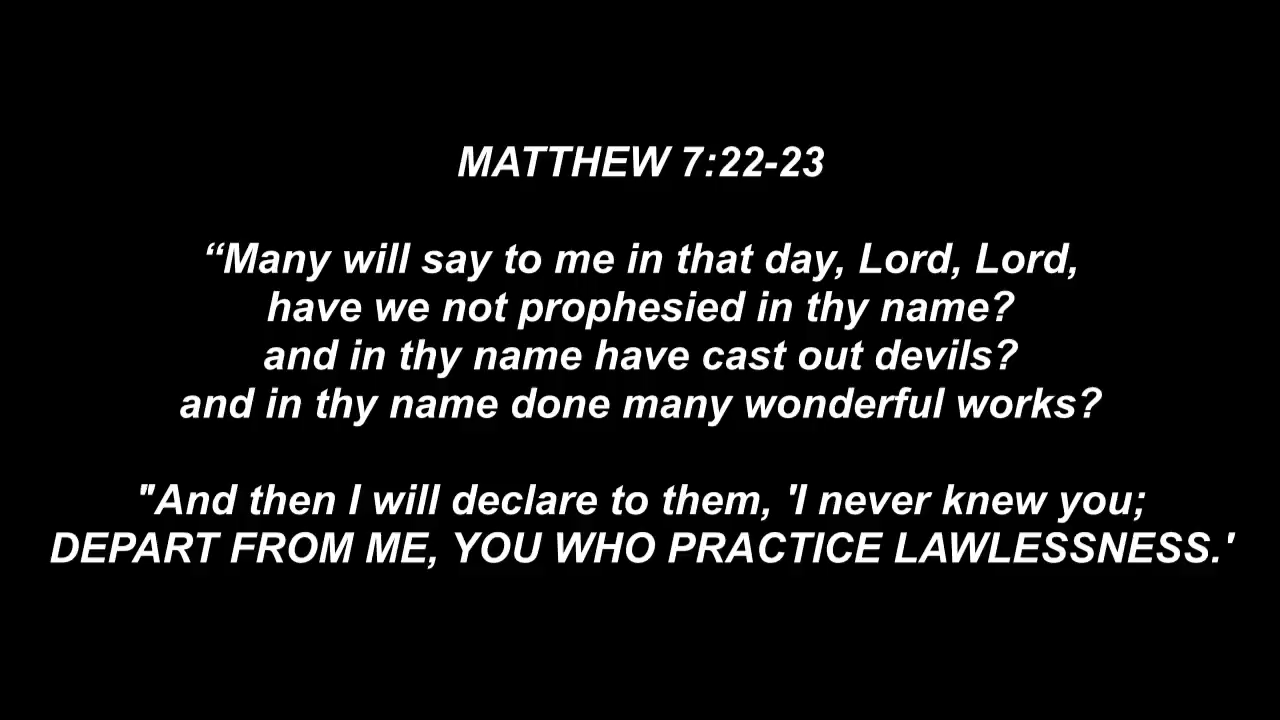 MATTHEW 7:22-23
“Many will say to me in that day, Lord, Lord,
have we not prophesied in thy name?
and in thy name have cast out devils?
and in thy name done many wonderful works?
"And then I will declare to them, 'I never knew you;
DEPART FROM ME, YOU WHO PRACTICE LAWLESSNESS.'